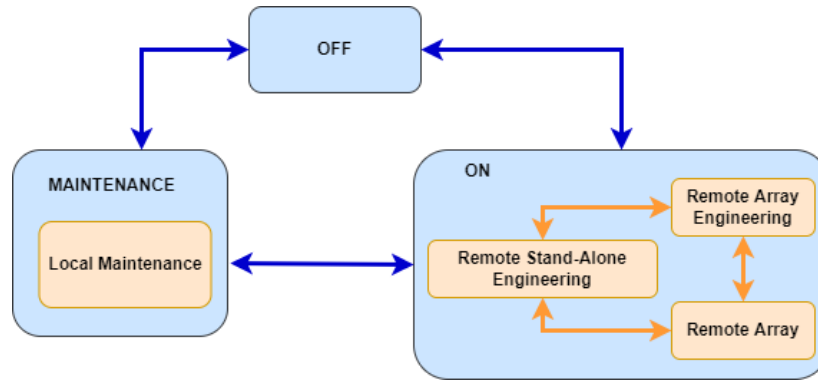 OFF
MAINTENANCE
Local Maintenance
ON
Remote Array
Engineering
Remote Stand-Alone
Engineering
Remote Array